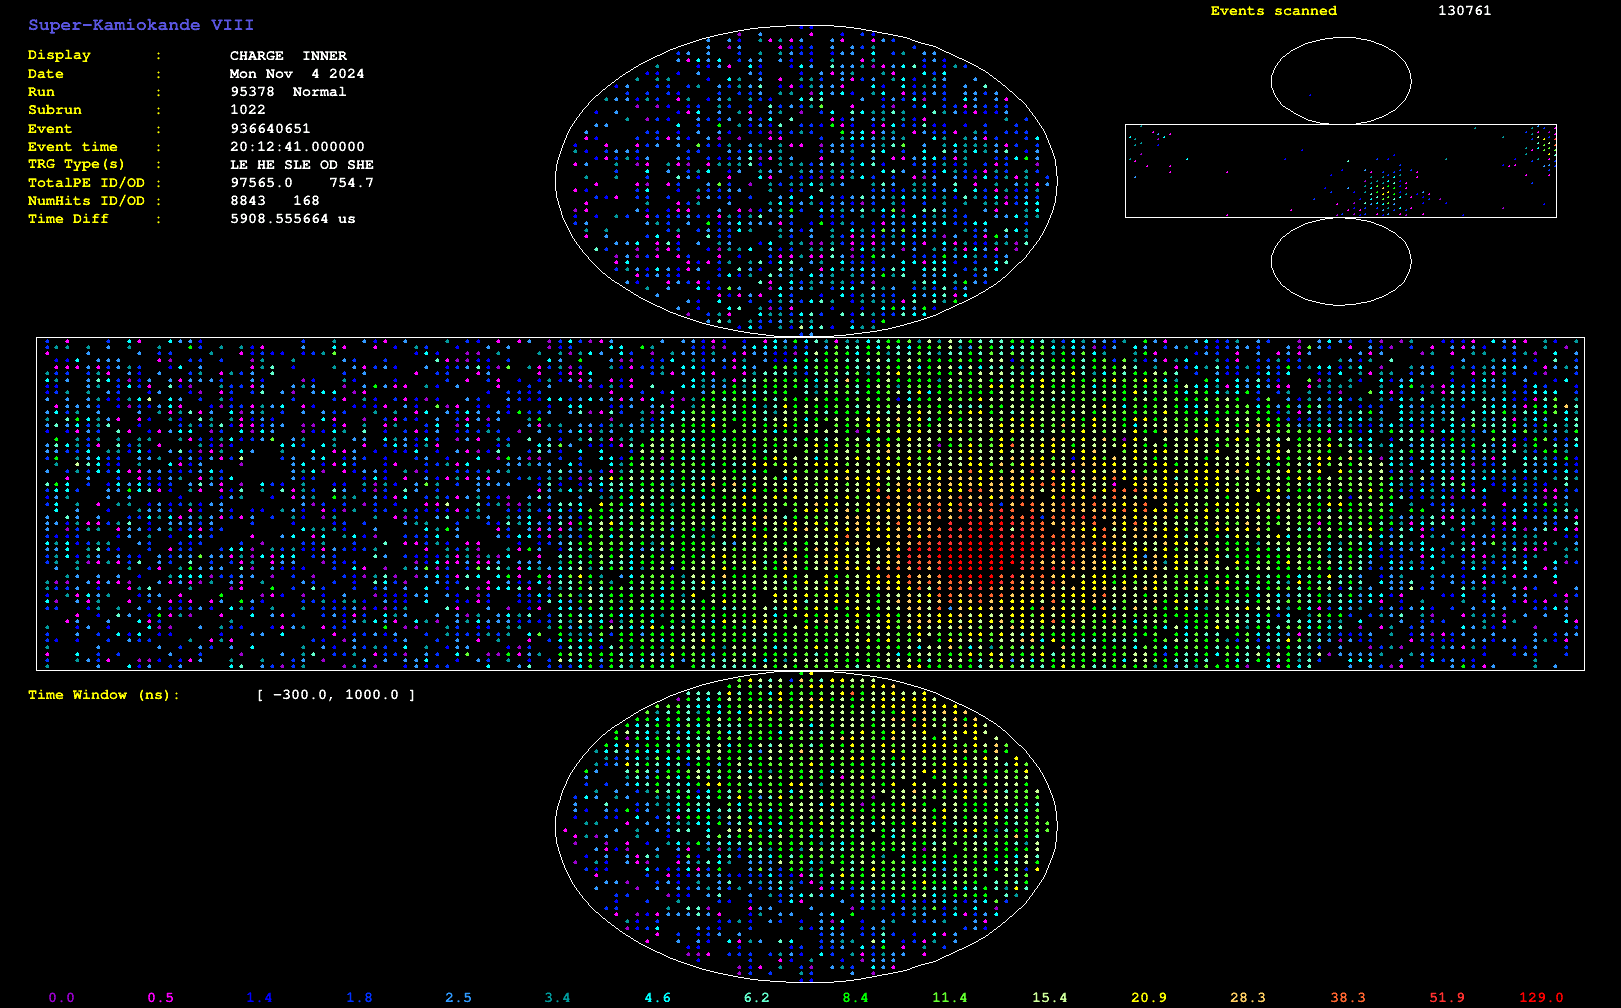 Super-Kamiokande VIII
Events scanned 130761
Display : CHARGE INNER
Date : Mon Nov 4 2024
Run : 95378 Normal
Subrun : 1022
Event : 936640651
Event time : 20:12:41.000000
TRG Type(s) : LE HE SLE OD SHE
TotalPE ID/OD : 97565.0 754.7
NumHits ID/OD : 8843 168
Time Diff : 5908.555664 us
Time Window (ns): [ -300.0, 1000.0 ]
0.0 0.5 1.4 1.8 2.5 3.4 4.6 6.2 8.4 11.4 15.4 20.9 28.3 38.3 51.9 129.0